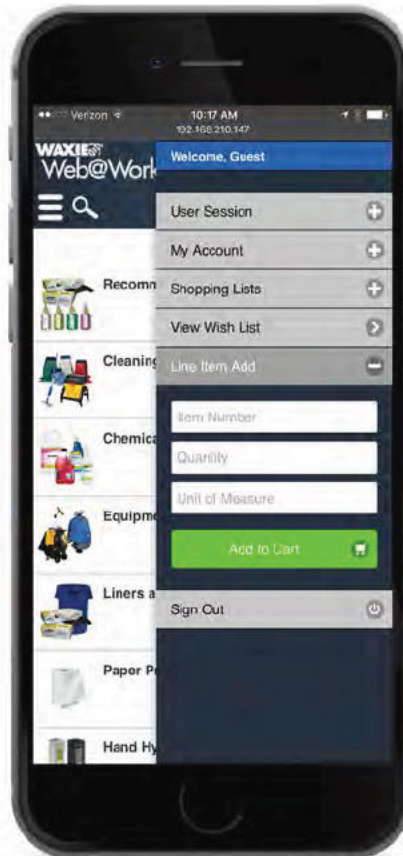 Verizon
10:17 AM
192.168.210.147
WAXIE
Web@Work
Welcome, Guest
User Session
My Account
Shopping Lists
View Wish List
Line Item Add
Item Number
Quantity
Unit of Measure
Add to Cart
Sign Out
Recomm
Cleaning
Chemica
Equipme
Liners a
Paper P
Hand Hy